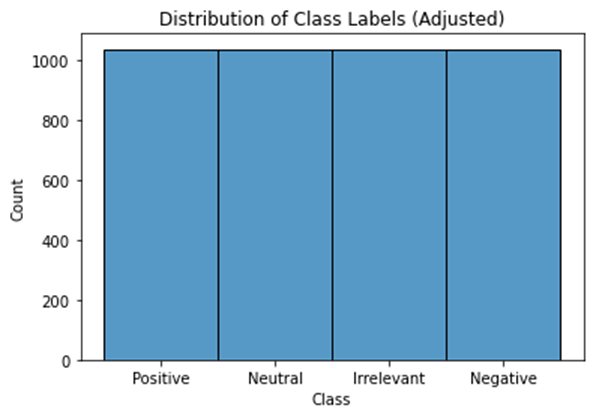 Distribution of Class Labels (Adjusted)
1000
800
600
400
200
0
Count
Positive Neutral Irrelevant Negative
Class